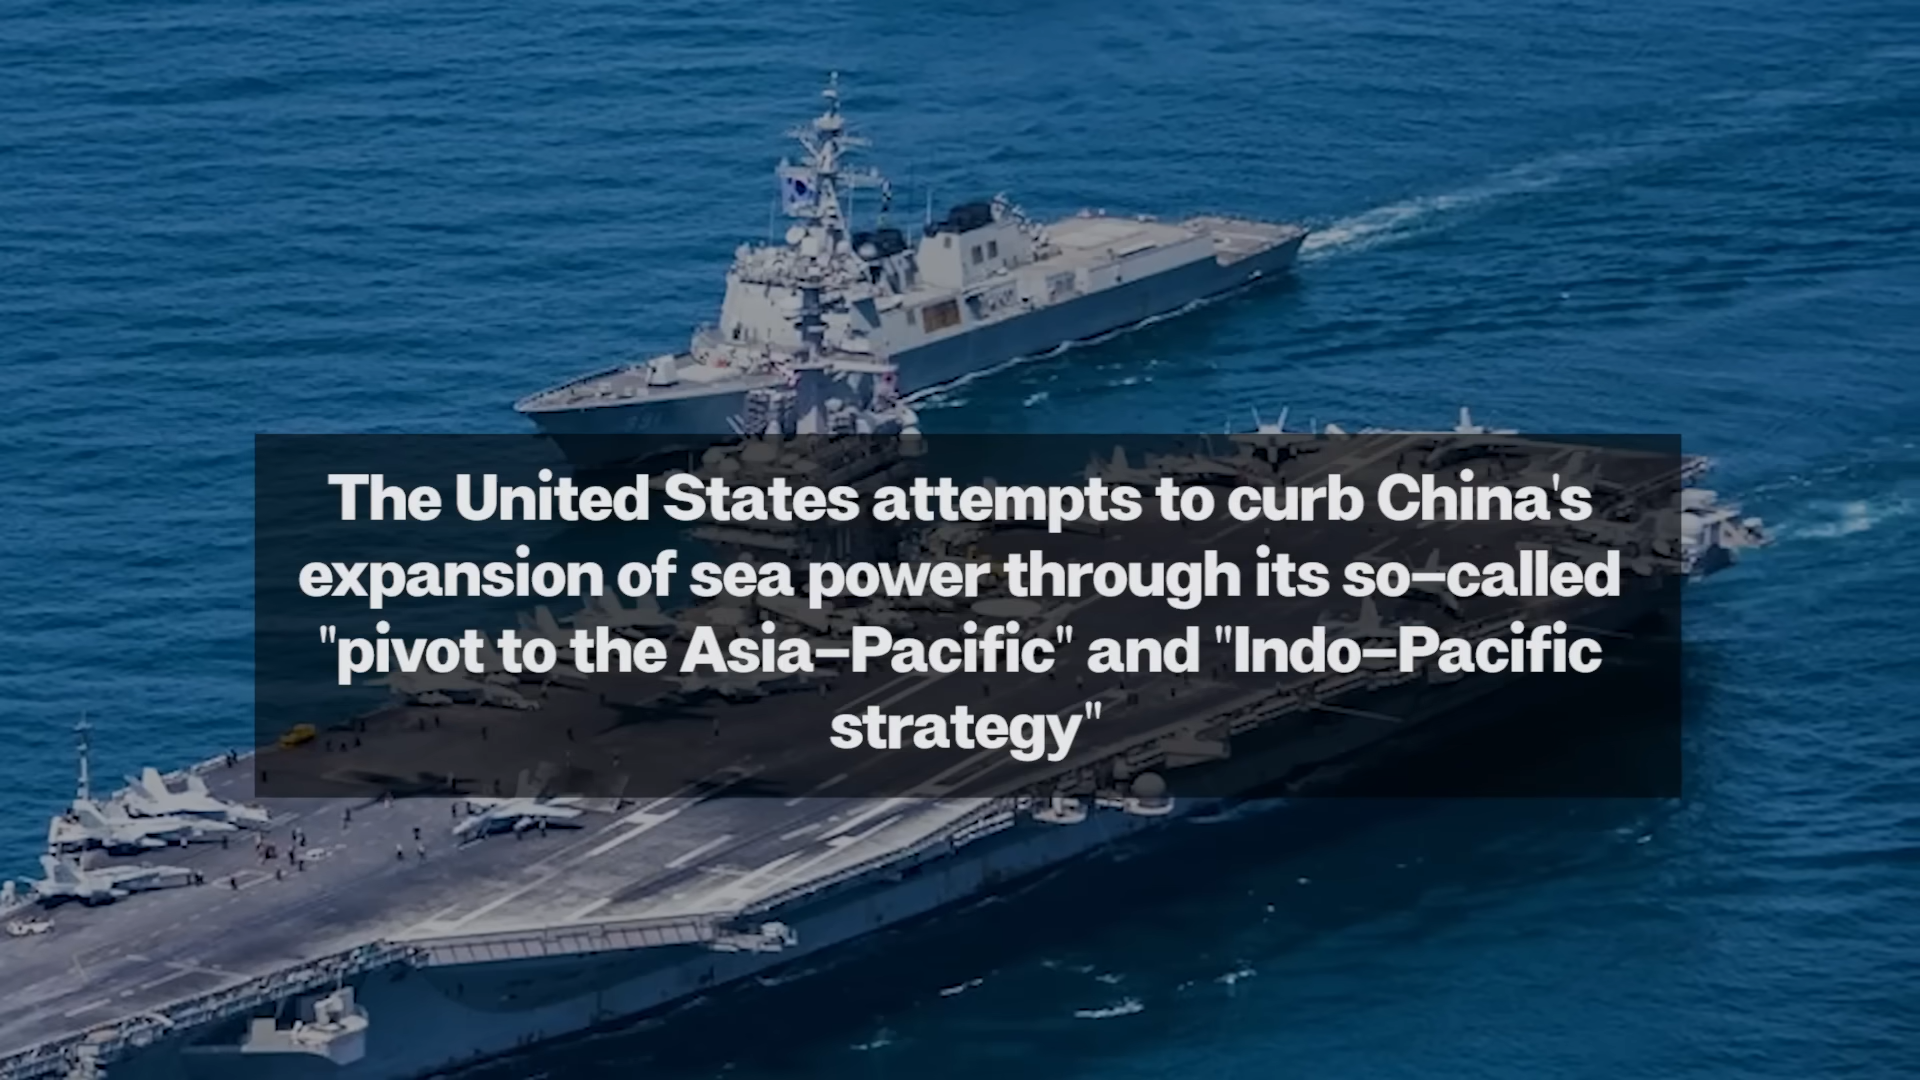 The United States attempts to curb China's
expansion of sea power through its so–called
"pivot to the Asia–Pacific" and "Indo–Pacific
strategy"